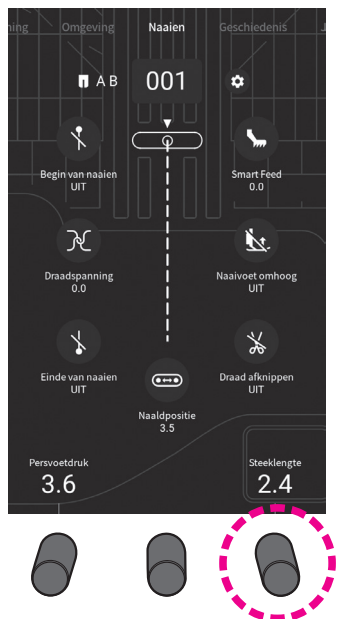 ning Omgeving Naaien Geschiedenis J
A B 001
Begin van naaien
UIT
Smart Feed
0.0
Draadspanning
0.0
Naaivoet omhoog
UIT
Einde van naaien
UIT
Draad afknippen
UIT
Naaldpositie
3.5
Persvoetdruk
3.6
Steeklengte
2.4